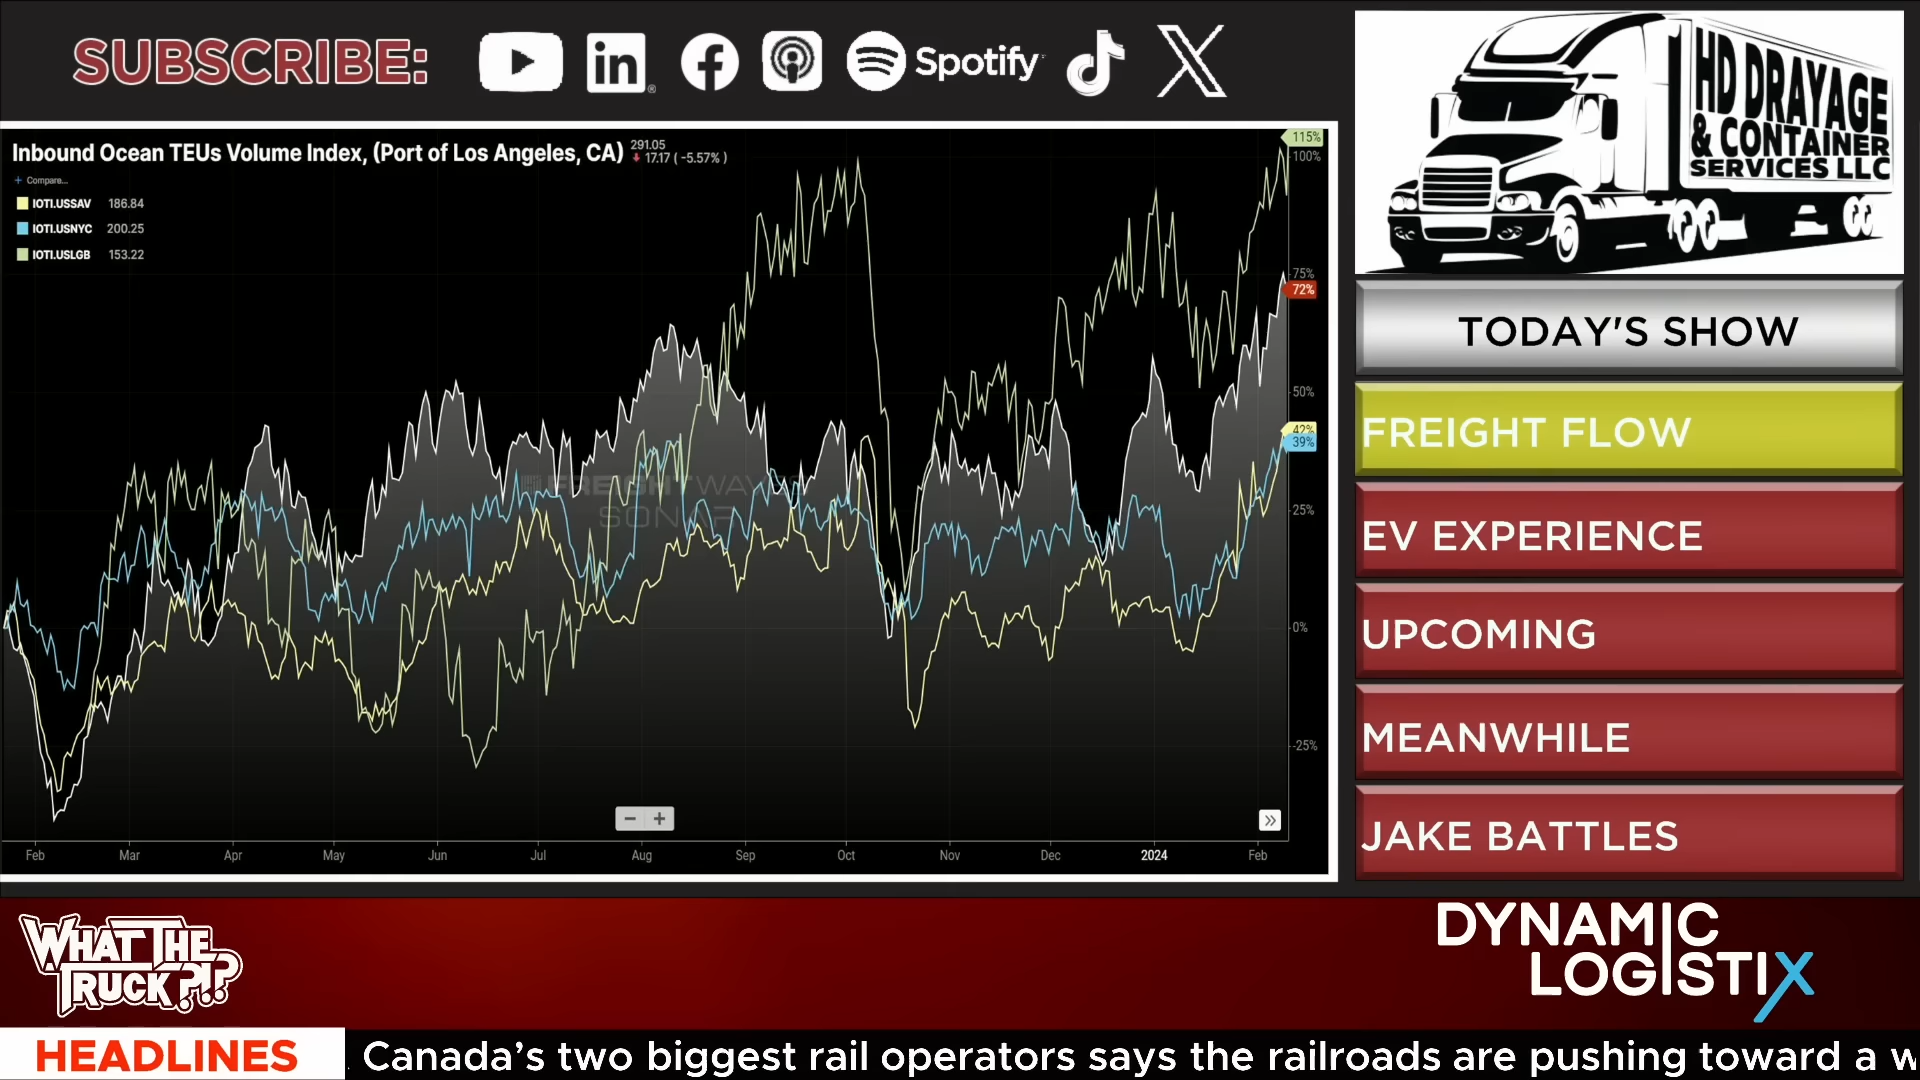 SUBSCRIBE:
Spotify
HD DRAYAGE
& CONTAINER
SERVICES LLC
Inbound Ocean TEUs Volume Index, (Port of Los Angeles, CA)
291.05
17.17 ( -5.57% )
+ Compare...
IOTI.USSAV 186.84
IOTI.USNYC 200.25
IOTI.USLGB 153.22
115%
100%
75%
72%
50%
42%
39%
25%
0%
-25%
FREIGHTWAVES
SONAR
− +
»
Feb Mar Apr May Jun Jul Aug Sep Oct Nov Dec 2024 Feb
TODAY'S SHOW
FREIGHT FLOW
EV EXPERIENCE
UPCOMING
MEANWHILE
JAKE BATTLES
WHAT THE
TRUCK?!?
DYNAMIC
LOGISTIX
HEADLINES
Canada’s two biggest rail operators says the railroads are pushing toward a w